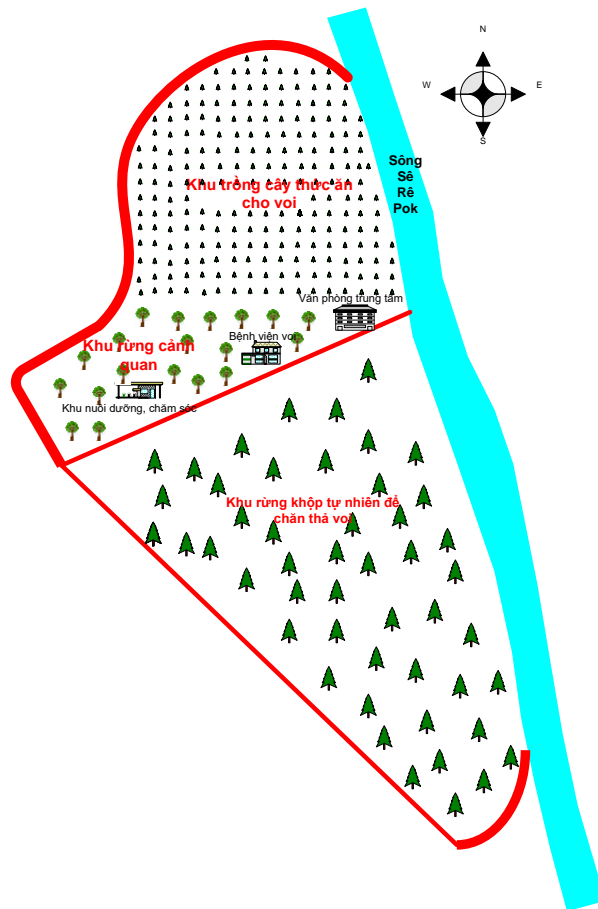 N
W
E
S
Sông
Sê
Rê
Pok
Khu trồng cây thức ăn
cho voi
Văn phòng trung tâm
Bệnh viện voi
Khu rừng cảnh
quan
Khu nuôi dưỡng, chăm sóc
Khu rừng khộp tự nhiên để
chăn thả voi